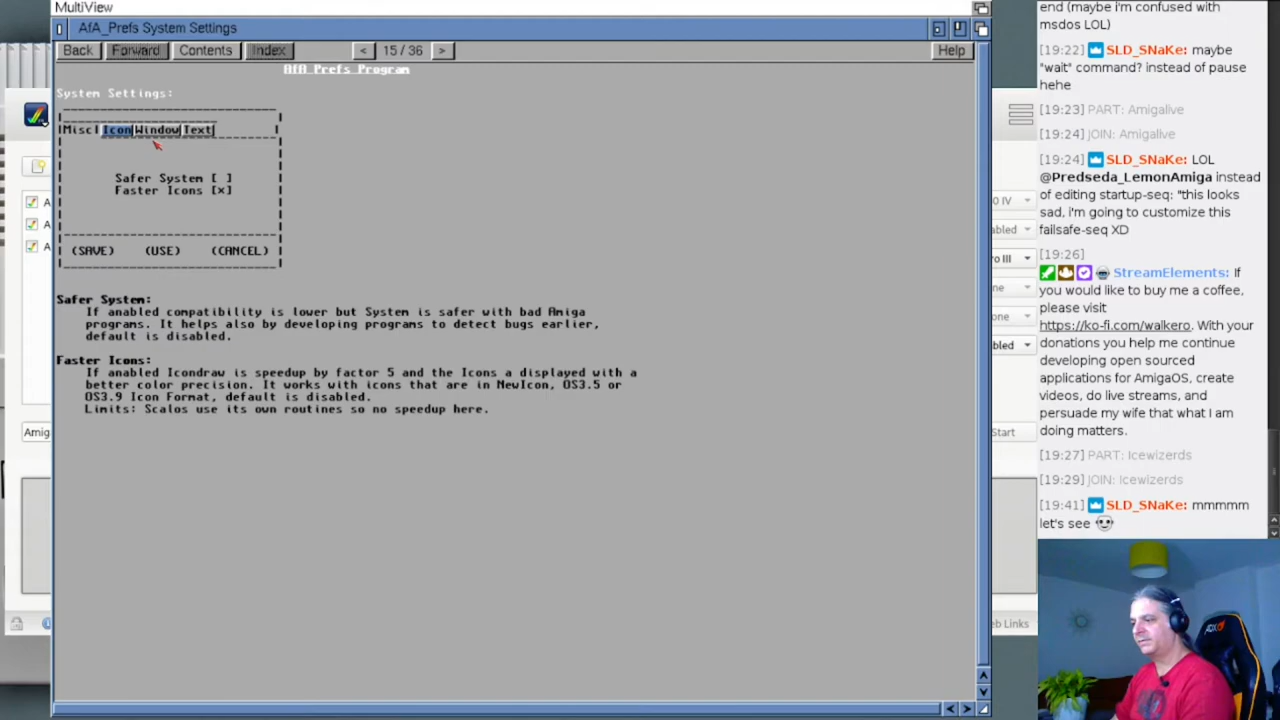 MultiView
AfA_Prefs System Settings
Back Forward Contents Index < 15 / 36 > Help
AfA Prefs Program
System Settings:
Misc Icon Window Text
Safer System [ ]
Faster Icons [x]
(SAVE) (USE) (CANCEL)
Safer System:
If enabled compatibility is lower but System is safer with bad Amiga
programs. It helps also by developing programs to detect bugs earlier,
default is disabled.
Faster Icons:
If enabled Icondraw is speedup by factor 5 and the Icons a displayed with a
better color precision. It works with icons that are in NewIcon, OS3.5 or
OS3.9 Icon Format, default is disabled.
Limits: Scalos use its own routines so no speedup here.
A
A
A
Amig
0 IV
abled
ro III
ne
one
bled
Start
eb Links
end (maybe i'm confused with
msdos LOL)
[19:22] SLD_SNaKe: maybe
"wait" command? instead of pause
hehe
[19:23] PART: Amigalive
[19:24] JOIN: Amigalive
[19:24] SLD_SNaKe: LOL
@Predseda_LemonAmiga instead
of editing startup-seq: "this looks
sad, i'm going to customize this
failsafe-seq XD
[19:26]
StreamElements: If
you would like to buy me a coffee,
please visit
https://ko-fi.com/walkero. With your
donations you help me continue
developing open sourced
applications for AmigaOS, create
videos, do live streams, and
persuade my wife that what I am
doing matters.
[19:27] PART: Icewizerds
[19:29] JOIN: Icewizerds
[19:41] SLD_SNaKe: mmmmm
let's see